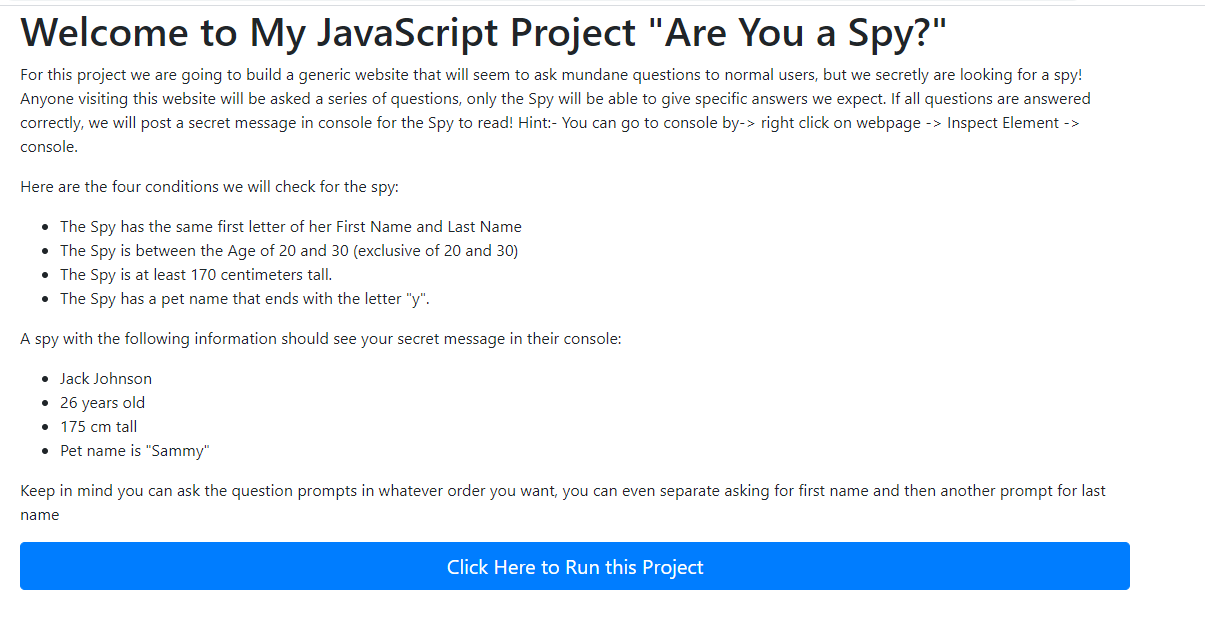 Welcome to My JavaScript Project "Are You a Spy?"
For this project we are going to build a generic website that will seem to ask mundane questions to normal users, but we secretly are looking for a spy!
Anyone visiting this website will be asked a series of questions, only the Spy will be able to give specific answers we expect. If all questions are answered
correctly, we will post a secret message in console for the Spy to read! Hint:- You can go to console by-> right click on webpage -> Inspect Element ->
console.
Here are the four conditions we will check for the spy:
• The Spy has the same first letter of her First Name and Last Name
• The Spy is between the Age of 20 and 30 (exclusive of 20 and 30)
• The Spy is at least 170 centimeters tall.
• The Spy has a pet name that ends with the letter "y".
A spy with the following information should see your secret message in their console:
• Jack Johnson
• 26 years old
• 175 cm tall
• Pet name is "Sammy"
Keep in mind you can ask the question prompts in whatever order you want, you can even separate asking for first name and then another prompt for last
name
Click Here to Run this Project